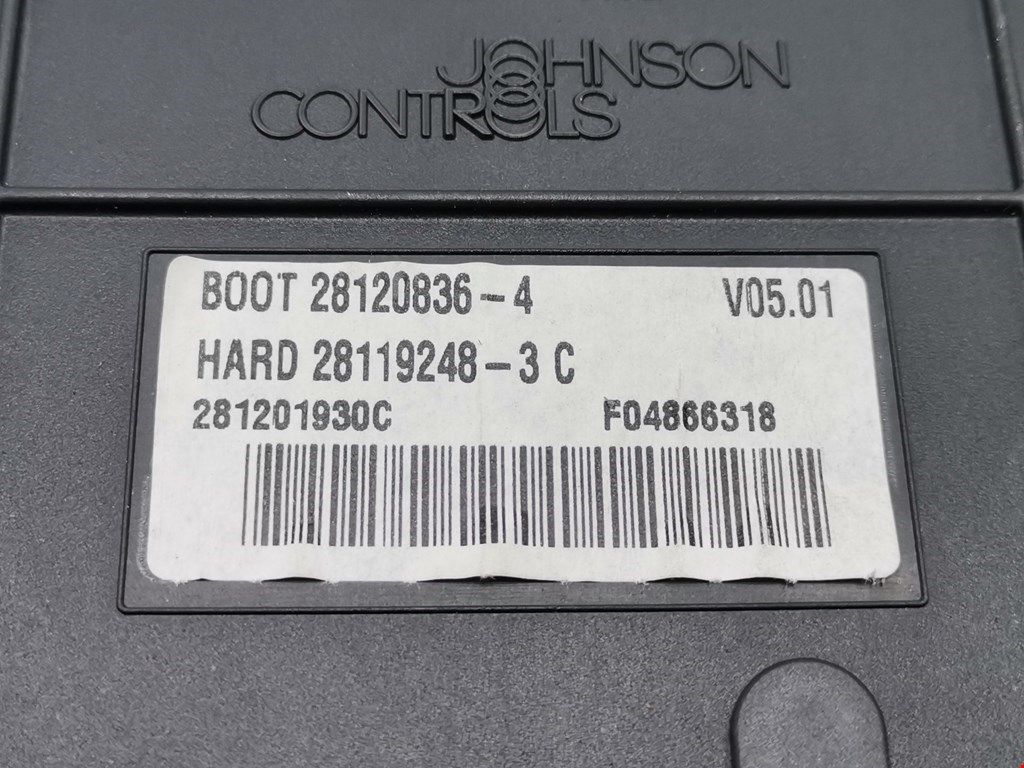 JOHNSON
CONTROLS
BOOT 28120836-4 V05.01
HARD 28119248-3 C
281201930C F04866318